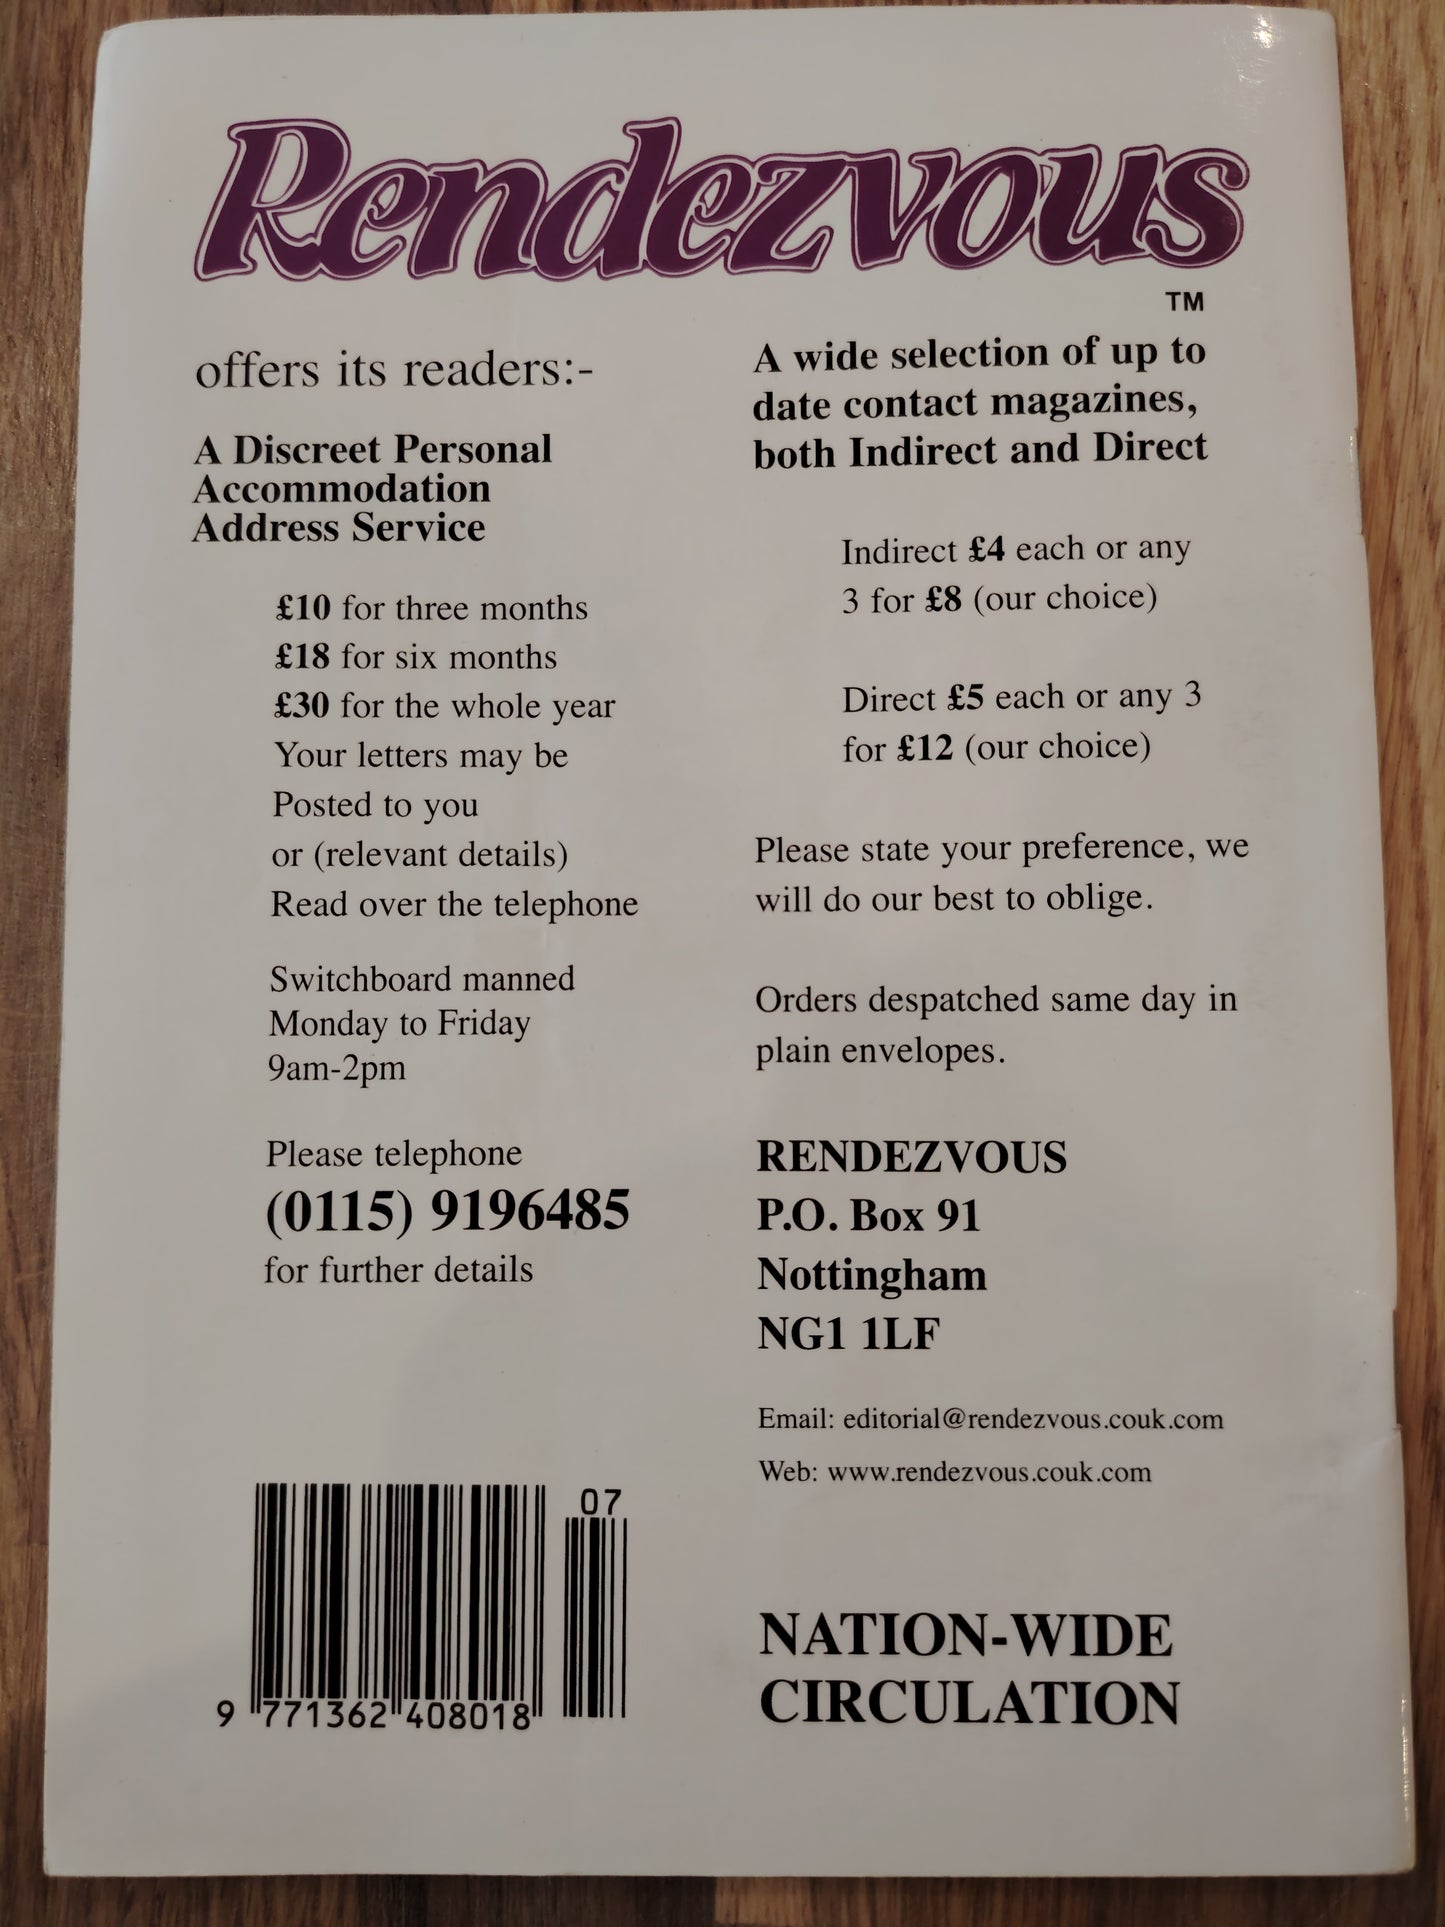 Rendezvous
TM
offers its readers:-
A Discreet Personal
Accommodation
Address Service
£10 for three months
£18 for six months
£30 for the whole year
Your letters may be
Posted to you
or (relevant details)
Read over the telephone
Switchboard manned
Monday to Friday
9am-2pm
Please telephone
(0115) 9196485
for further details
A wide selection of up to
date contact magazines,
both Indirect and Direct
Indirect £4 each or any
3 for £8 (our choice)
Direct £5 each or any 3
for £12 (our choice)
Please state your preference, we
will do our best to oblige.
Orders despatched same day in
plain envelopes.
RENDEZVOUS
P.O. Box 91
Nottingham
NG1 1LF
Email: editorial@rendezvous.couk.com
Web: www.rendezvous.couk.com
NATION-WIDE
CIRCULATION
07
9 771362 408018